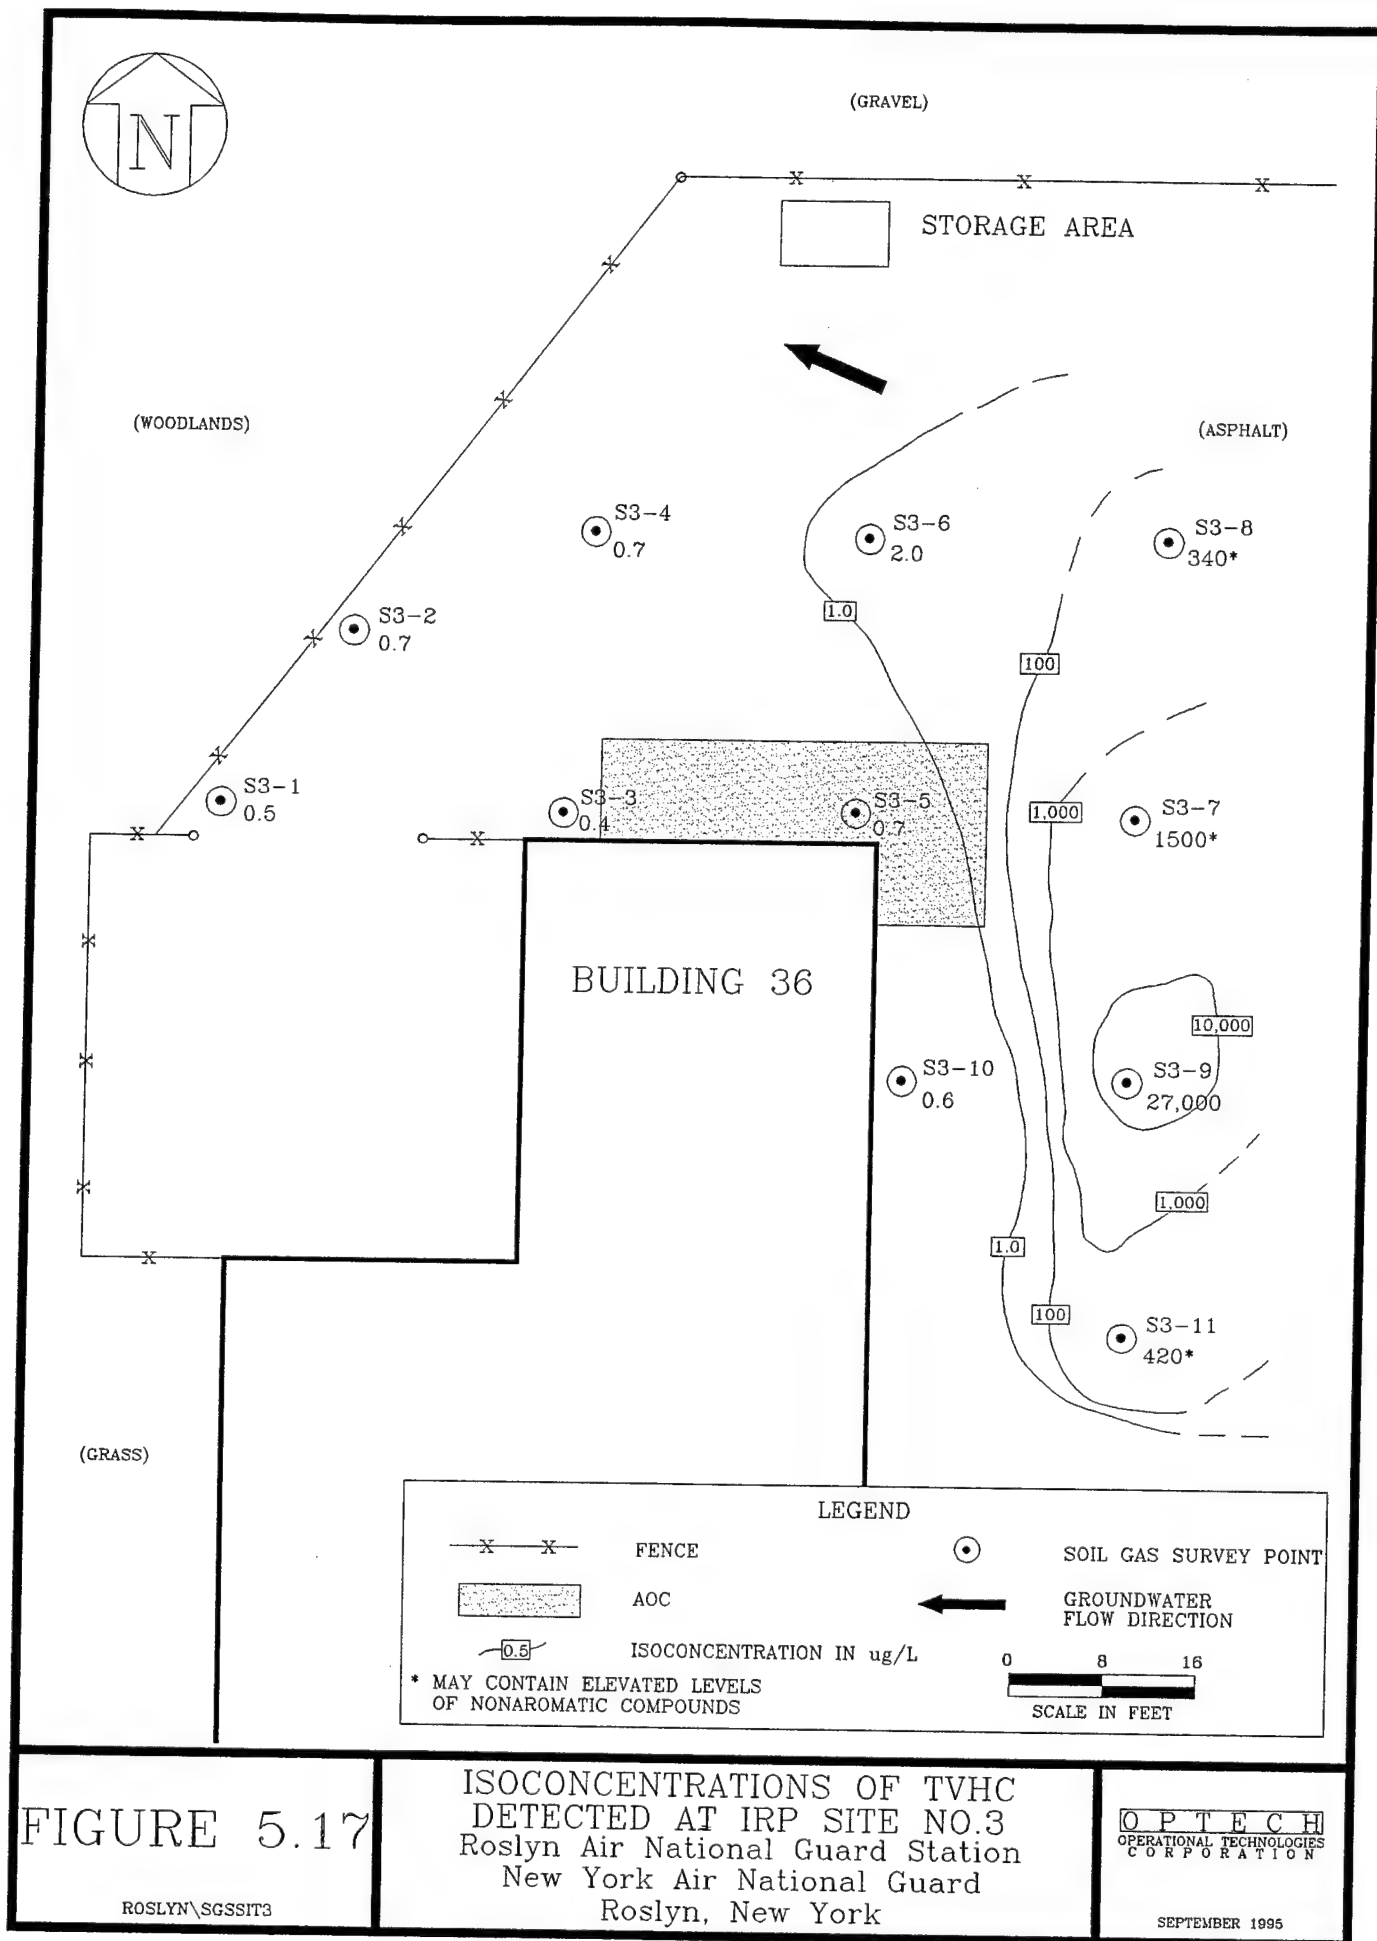 N
(GRAVEL)
STORAGE AREA
(WOODLANDS)
(ASPHALT)
S3-4
0.7
S3-6
2.0
S3-8
340*
1.0
S3-2
0.7
100
S3-1
0.5
S3-3
0.4
S3-5
0.7
1,000
S3-7
1500*
BUILDING 36
10,000
S3-10
0.6
S3-9
27,000
1,000
1.0
100
S3-11
420*
(GRASS)
LEGEND
X X FENCE
SOIL GAS SURVEY POINT
AOC
GROUNDWATER
FLOW DIRECTION
0.5 ISOCONCENTRATION IN ug/L
* MAY CONTAIN ELEVATED LEVELS
OF NONAROMATIC COMPOUNDS
0 8 16
SCALE IN FEET
FIGURE 5.17
ROSLYN\SGSSIT3
ISOCONCENTRATIONS OF TVHC
DETECTED AT IRP SITE NO.3
Roslyn Air National Guard Station
New York Air National Guard
Roslyn, New York
OPTECH
OPERATIONAL TECHNOLOGIES
CORPORATION
SEPTEMBER 1995